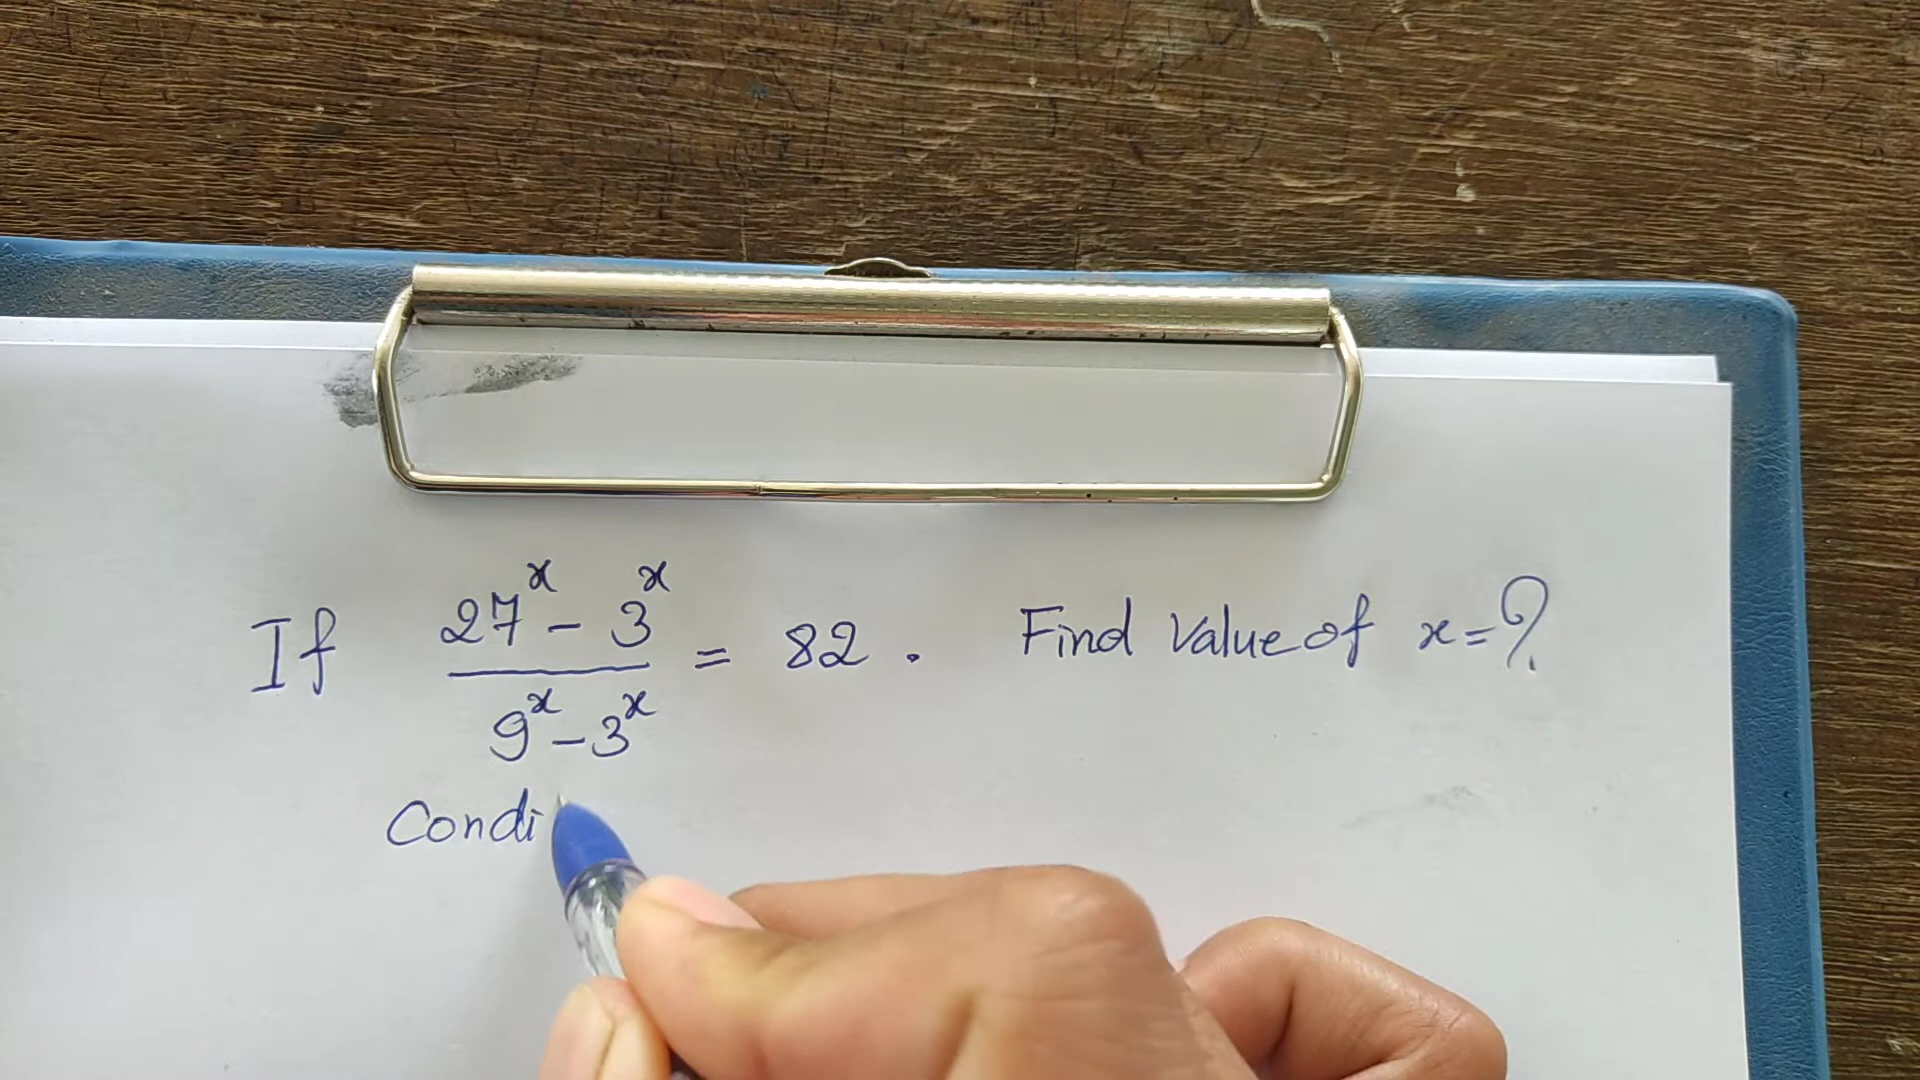 If (27^x - 3^x)/(9^x - 3^x) = 82 . Find Value of x = ?
Condi